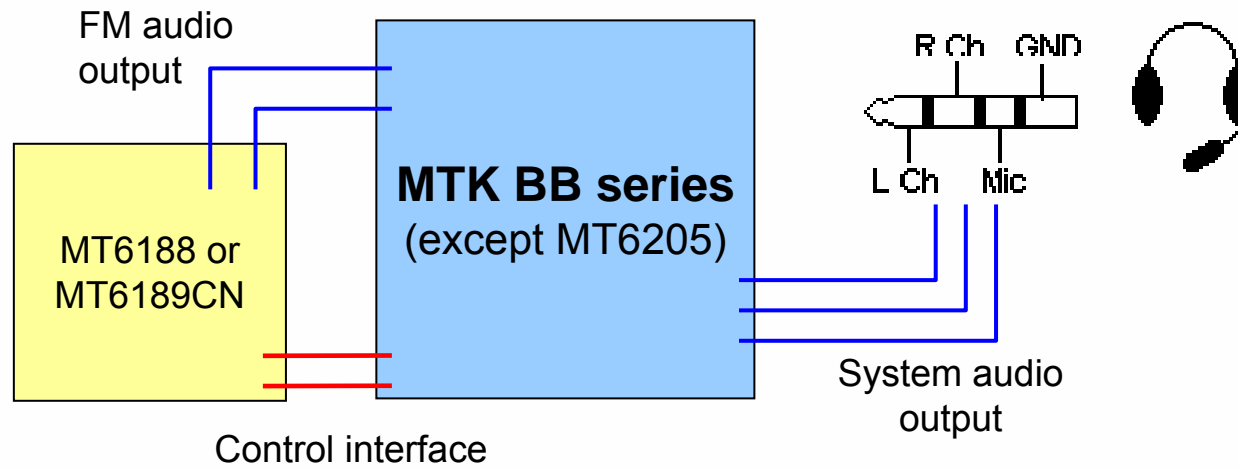 FM audio
output
R Ch GND
MTK BB series
(except MT6205)
L Ch Mic
MT6188 or
MT6189CN
System audio
output
Control interface